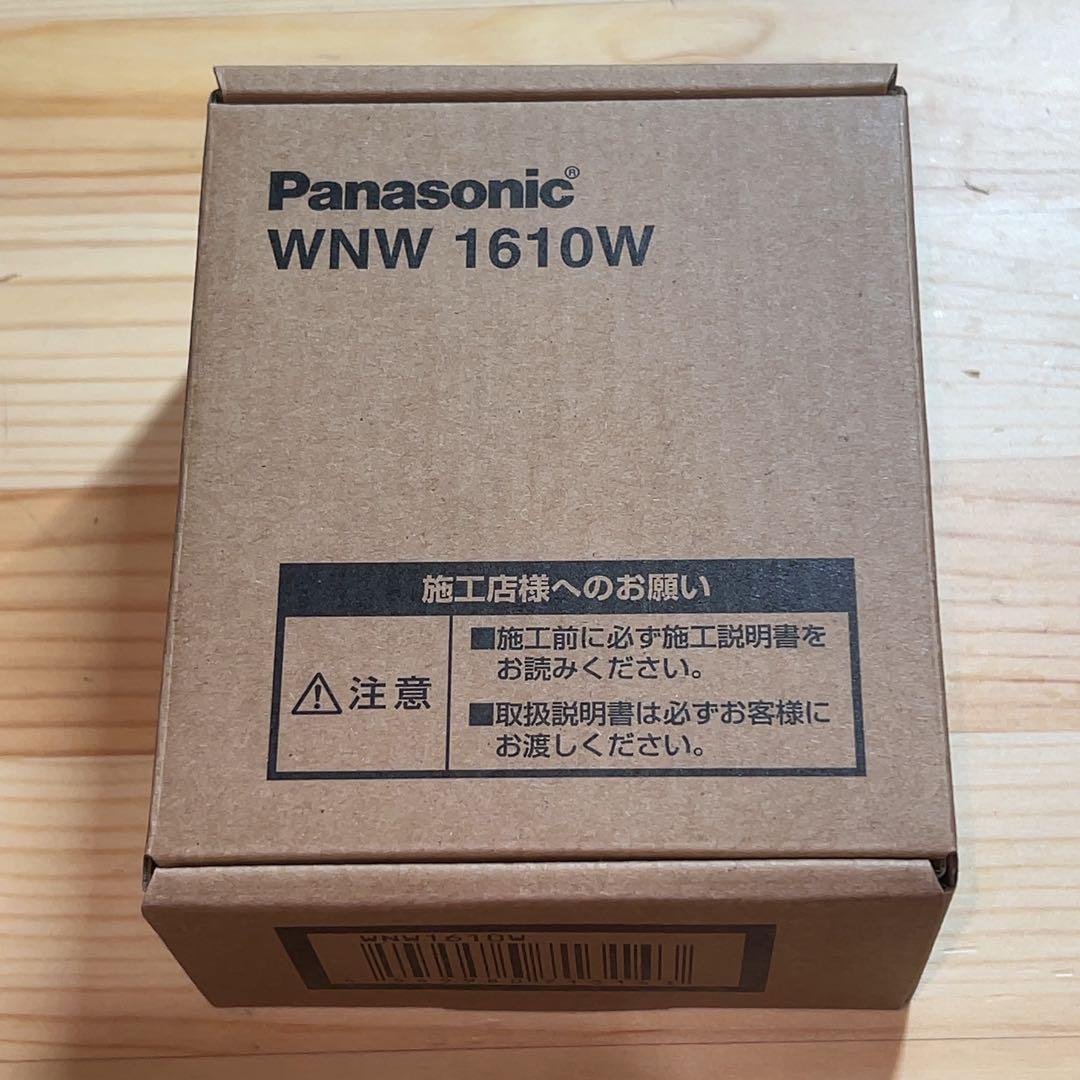 Panasonic®
WNW 1610W
施工店様へのお願い
⚠注意
■施工前に必ず施工説明書を
お読みください。
■取扱説明書は必ずお客様に
お渡しください。
WNW1610W